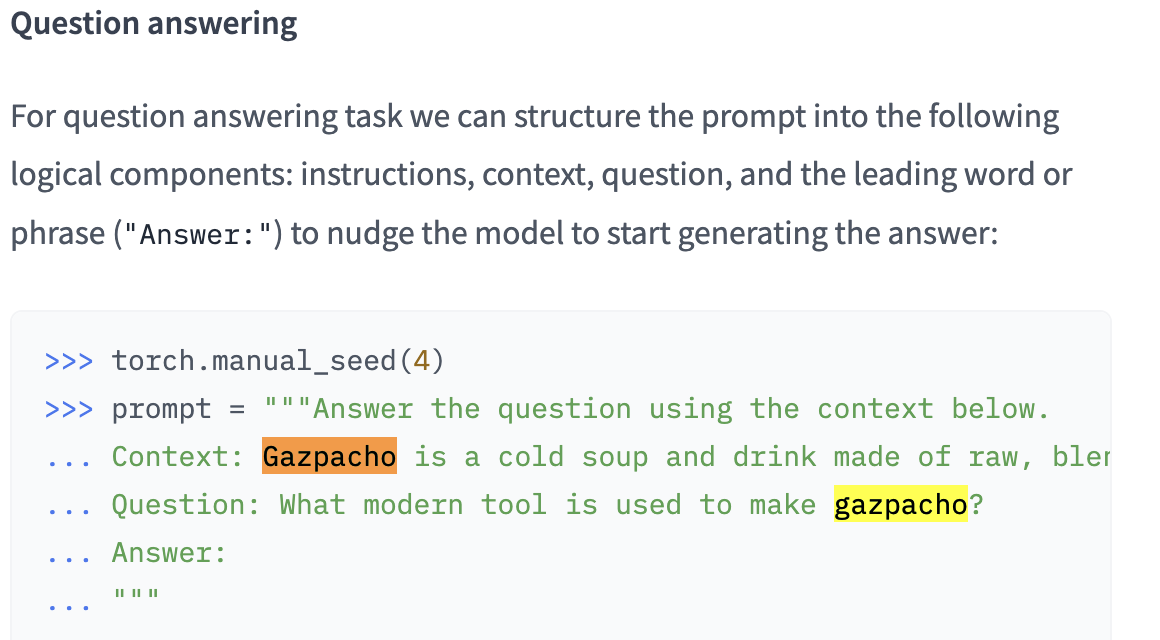 Question answering
For question answering task we can structure the prompt into the following
logical components: instructions, context, question, and the leading word or
phrase ("Answer:") to nudge the model to start generating the answer:
>>> torch.manual_seed(4)
>>> prompt = """Answer the question using the context below.
... Context: Gazpacho is a cold soup and drink made of raw,
... Question: What modern tool is used to make gazpacho?
... Answer:
... """